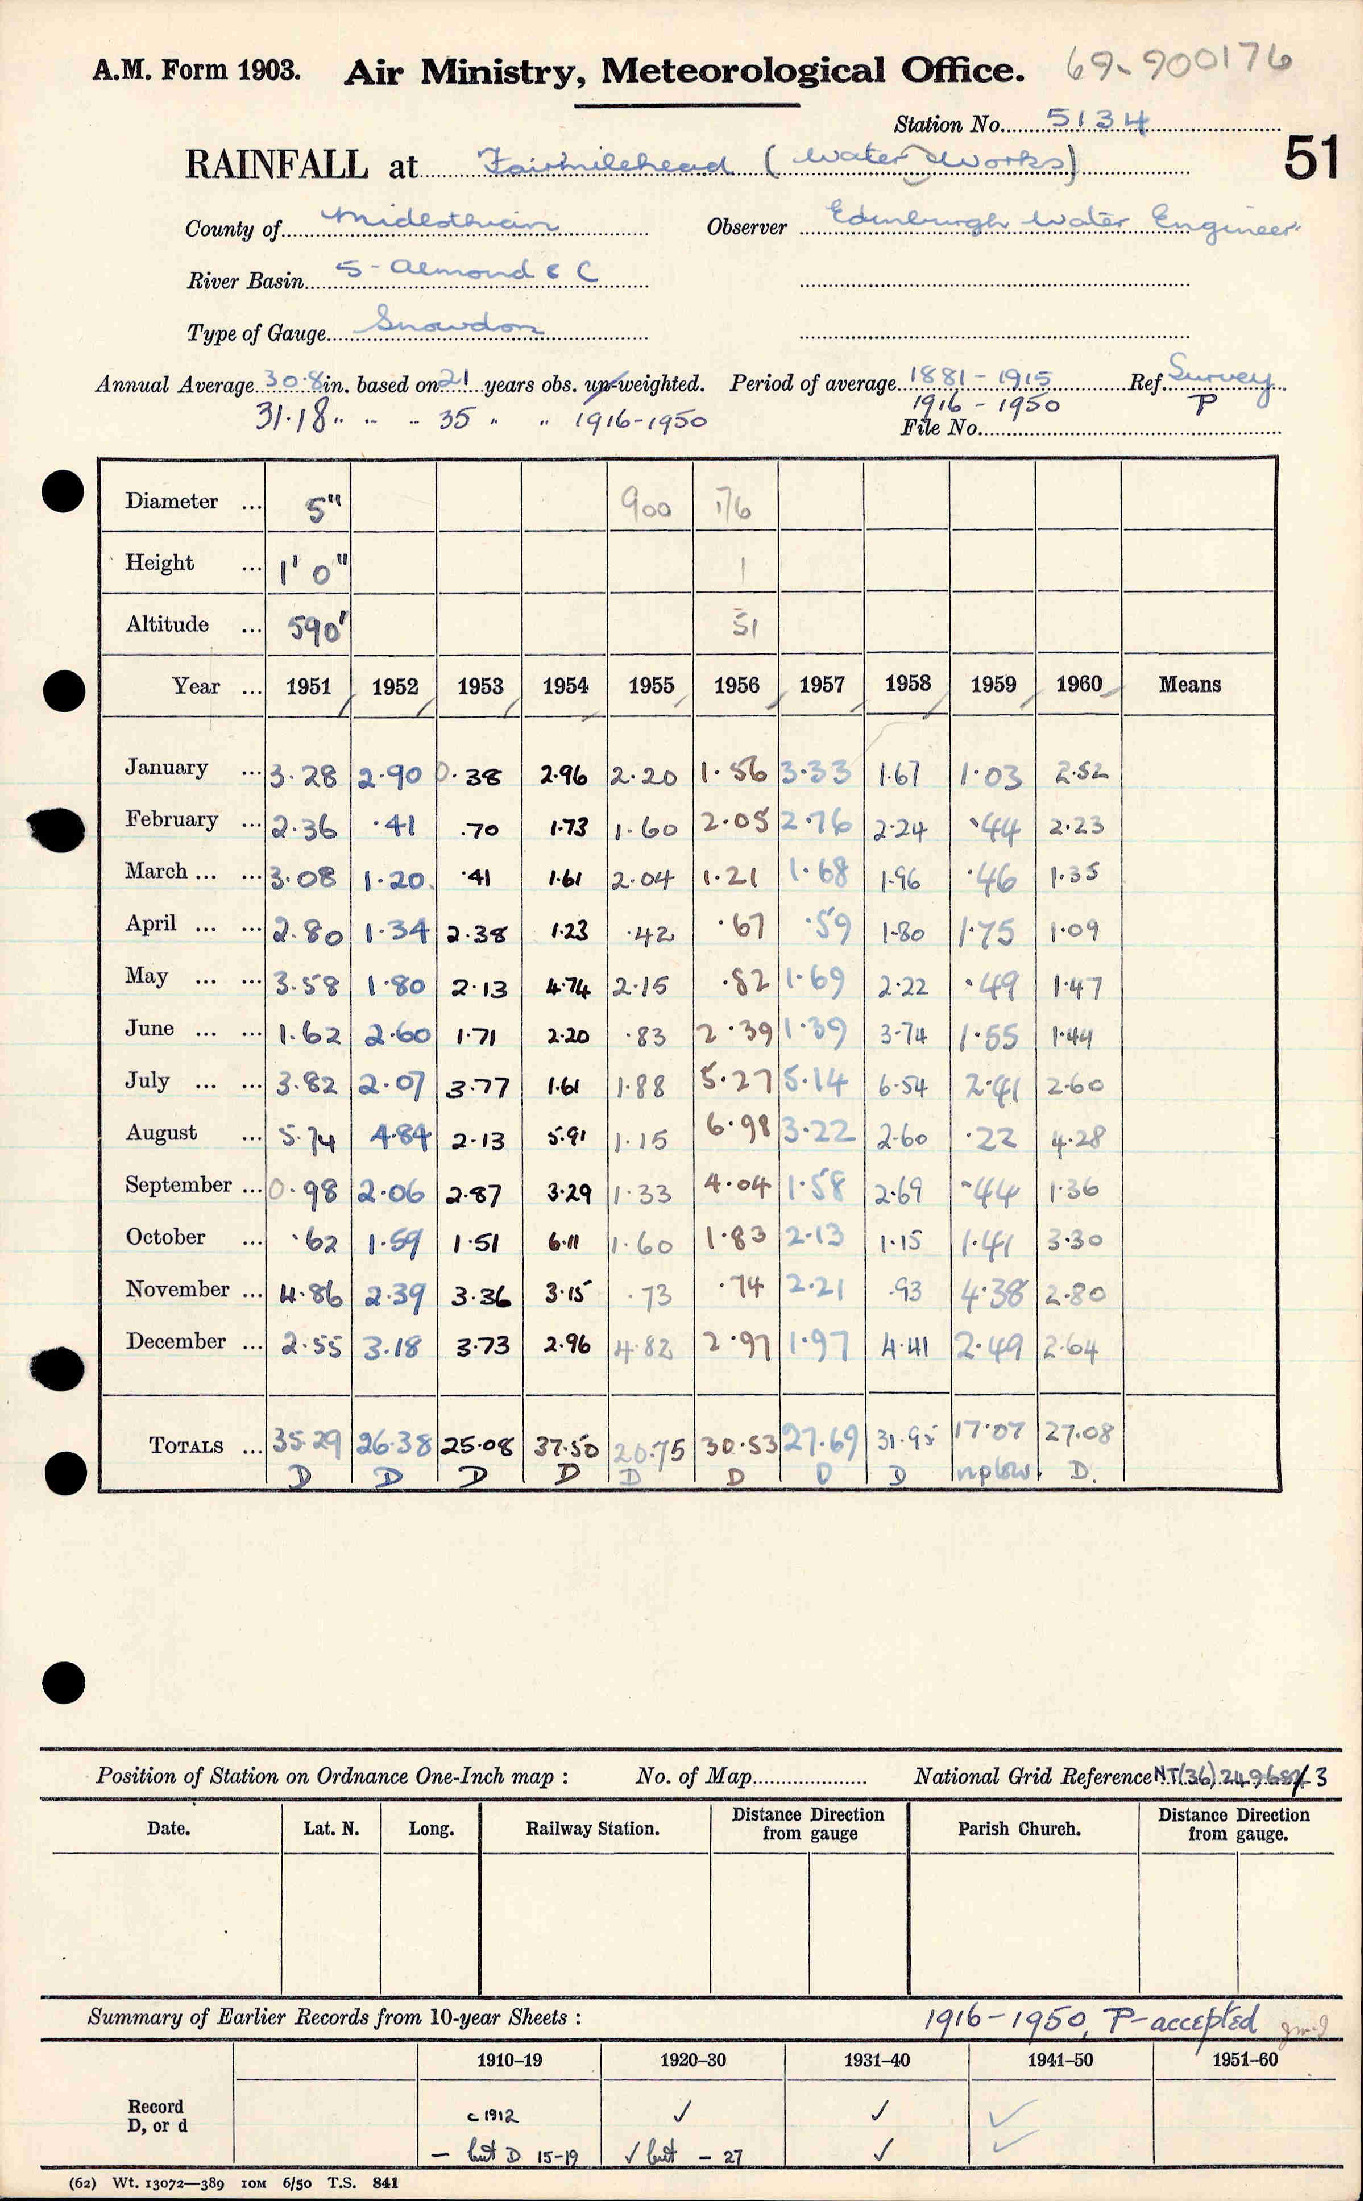 A.M. Form 1903. Air Ministry, Meteorological Office. 69. 900176
Station No. 5134
51
RAINFALL at Fairmilehead (Water Works)
County of Midlothian Observer Edinburgh Water Engineer
River Basin 5 - Almond & C
Type of Gauge Snowdon
Annual Average 30.8 in. based on 21 years obs. up-weighted. Period of average 1881 - 1915 Ref. Survey
31.18 " " " 35 " " 1916-1950 1916 - 1950 P
File No.
Diameter ... 5" 900 176
Height ... 1' 0" 1
Altitude ... 590' 51
Year ... 1951 1952 1953 1954 1955 1956 1957 1958 1959 1960 Means
January ... 3.28 2.90 0.38 2.96 2.20 1.56 3.33 1.67 1.03 2.52
February ... 2.36 .41 .70 1.73 1.60 2.05 2.76 2.24 .44 2.23
March ... ... 3.08 1.20 .41 1.61 2.04 1.21 1.68 1.96 .46 1.35
April ... ... 2.80 1.34 2.38 1.23 .42 .67 .59 1.80 1.75 1.09
May ... ... 3.58 1.80 2.13 4.74 2.15 .82 1.69 2.22 .49 1.47
June ... ... 1.62 2.60 1.71 2.20 .83 2.39 1.39 3.74 1.55 1.44
July ... ... 3.82 2.07 3.77 1.61 1.88 5.27 5.14 6.54 2.41 2.60
August ... 5.74 4.84 2.13 5.91 1.15 6.98 3.22 2.60 .22 4.28
September ... 0.98 2.06 2.87 3.29 1.33 4.04 1.58 2.69 .44 1.36
October ... .62 1.59 1.51 6.11 1.60 1.83 2.13 1.15 1.41 3.30
November ... 4.86 2.39 3.36 3.15 .73 .74 2.21 .93 4.38 2.80
December ... 2.55 3.18 3.73 2.96 4.82 2.97 1.97 4.41 2.49 2.64
TOTALS ... 35.29 26.38 25.08 37.50 20.75 30.53 27.69 31.95 17.07 27.08
D D D D D D D D D.
Position of Station on Ordnance One-Inch map : No. of Map National Grid Reference NT(36) 249682/3
Date. Lat. N. Long. Railway Station. Distance Direction from gauge Parish Church. Distance Direction from gauge.
Summary of Earlier Records from 10-year Sheets : 1916-1950, P-accepted
1910-19 1920-30 1931-40 1941-50 1951-60
Record c 1912 ✓ ✓ ✓
D, or d - but D 15-19 ✓ but - 27 ✓ ✓
(62) Wt. 13072—389 10M 6/50 T.S. 841